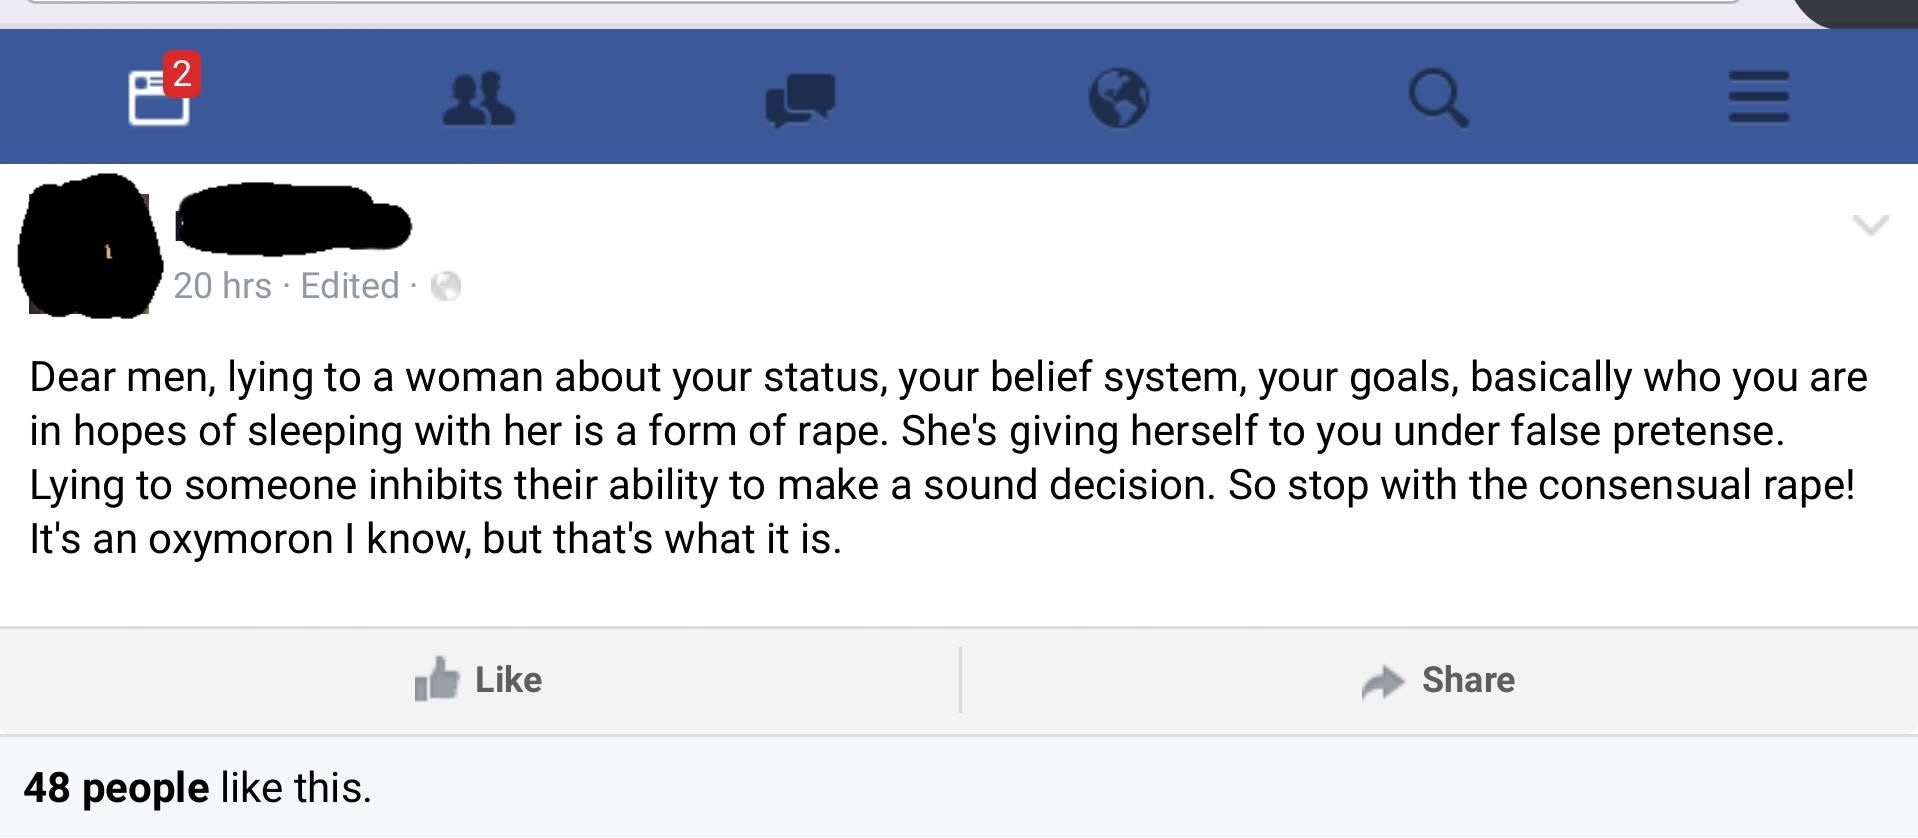 2
20 hrs · Edited ·
Dear men, lying to a woman about your status, your belief system, your goals, basically who you are
in hopes of sleeping with her is a form of rape. She's giving herself to you under false pretense.
Lying to someone inhibits their ability to make a sound decision. So stop with the consensual rape!
It's an oxymoron I know, but that's what it is.
Like
Share
48 people like this.